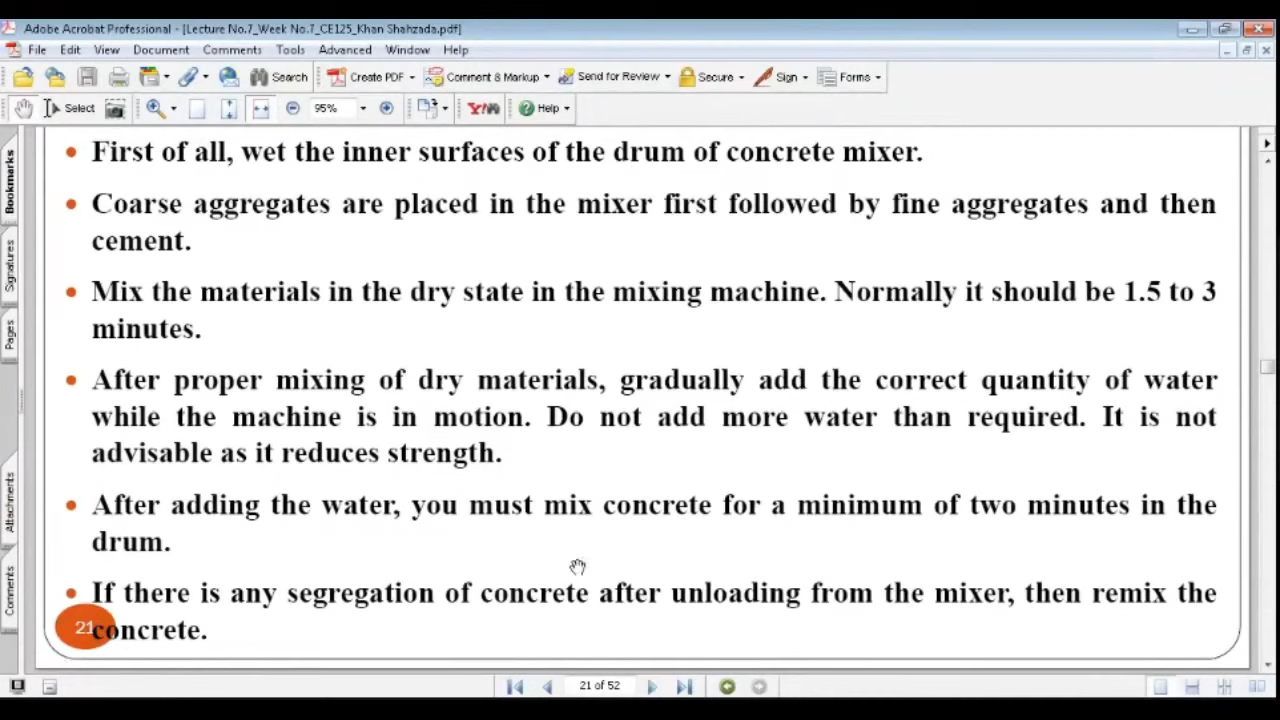 Adobe Acrobat Professional - [Lecture No.7_Week No.7_CE125_Khan Shahzada.pdf]
File Edit View Document Comments Tools Advanced Window Help
Search Create PDF Comment & Markup Send for Review Secure Sign Forms
Select 95% Y! Help
Bookmarks
Signatures
Pages
Attachments
Comments
• First of all, wet the inner surfaces of the drum of concrete mixer.
• Coarse aggregates are placed in the mixer first followed by fine aggregates and then
cement.
• Mix the materials in the dry state in the mixing machine. Normally it should be 1.5 to 3
minutes.
• After proper mixing of dry materials, gradually add the correct quantity of water
while the machine is in motion. Do not add more water than required. It is not
advisable as it reduces strength.
• After adding the water, you must mix concrete for a minimum of two minutes in the
drum.
• If there is any segregation of concrete after unloading from the mixer, then remix the
concrete.
21
21 of 52